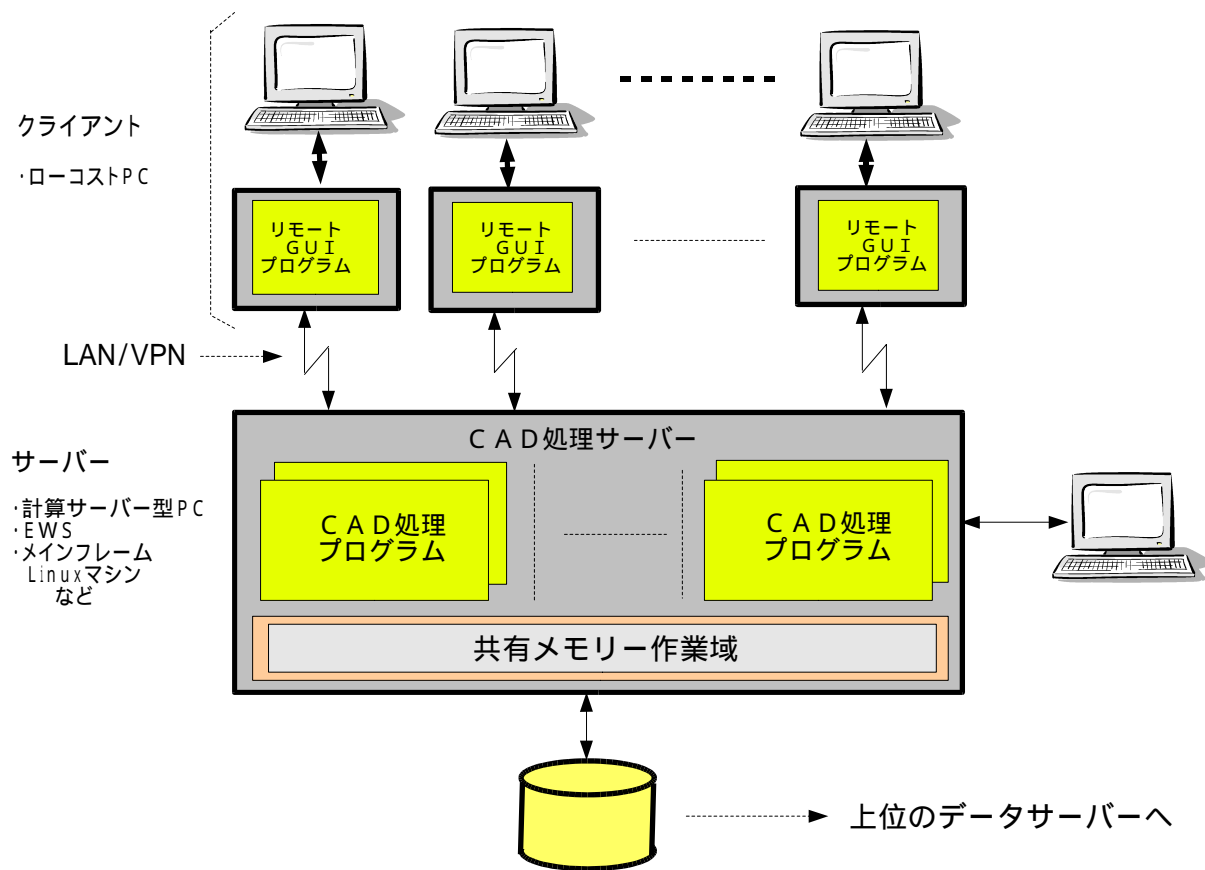 クライアント
・ローコストPC
リモート
GUI
プログラム
リモート
GUI
プログラム
リモート
GUI
プログラム
LAN/VPN
CAD処理サーバー
サーバー
・計算サーバー型PC
・EWS
・メインフレーム
Linuxマシン
など
CAD処理
プログラム
CAD処理
プログラム
共有メモリー作業域
上位のデータサーバーへ